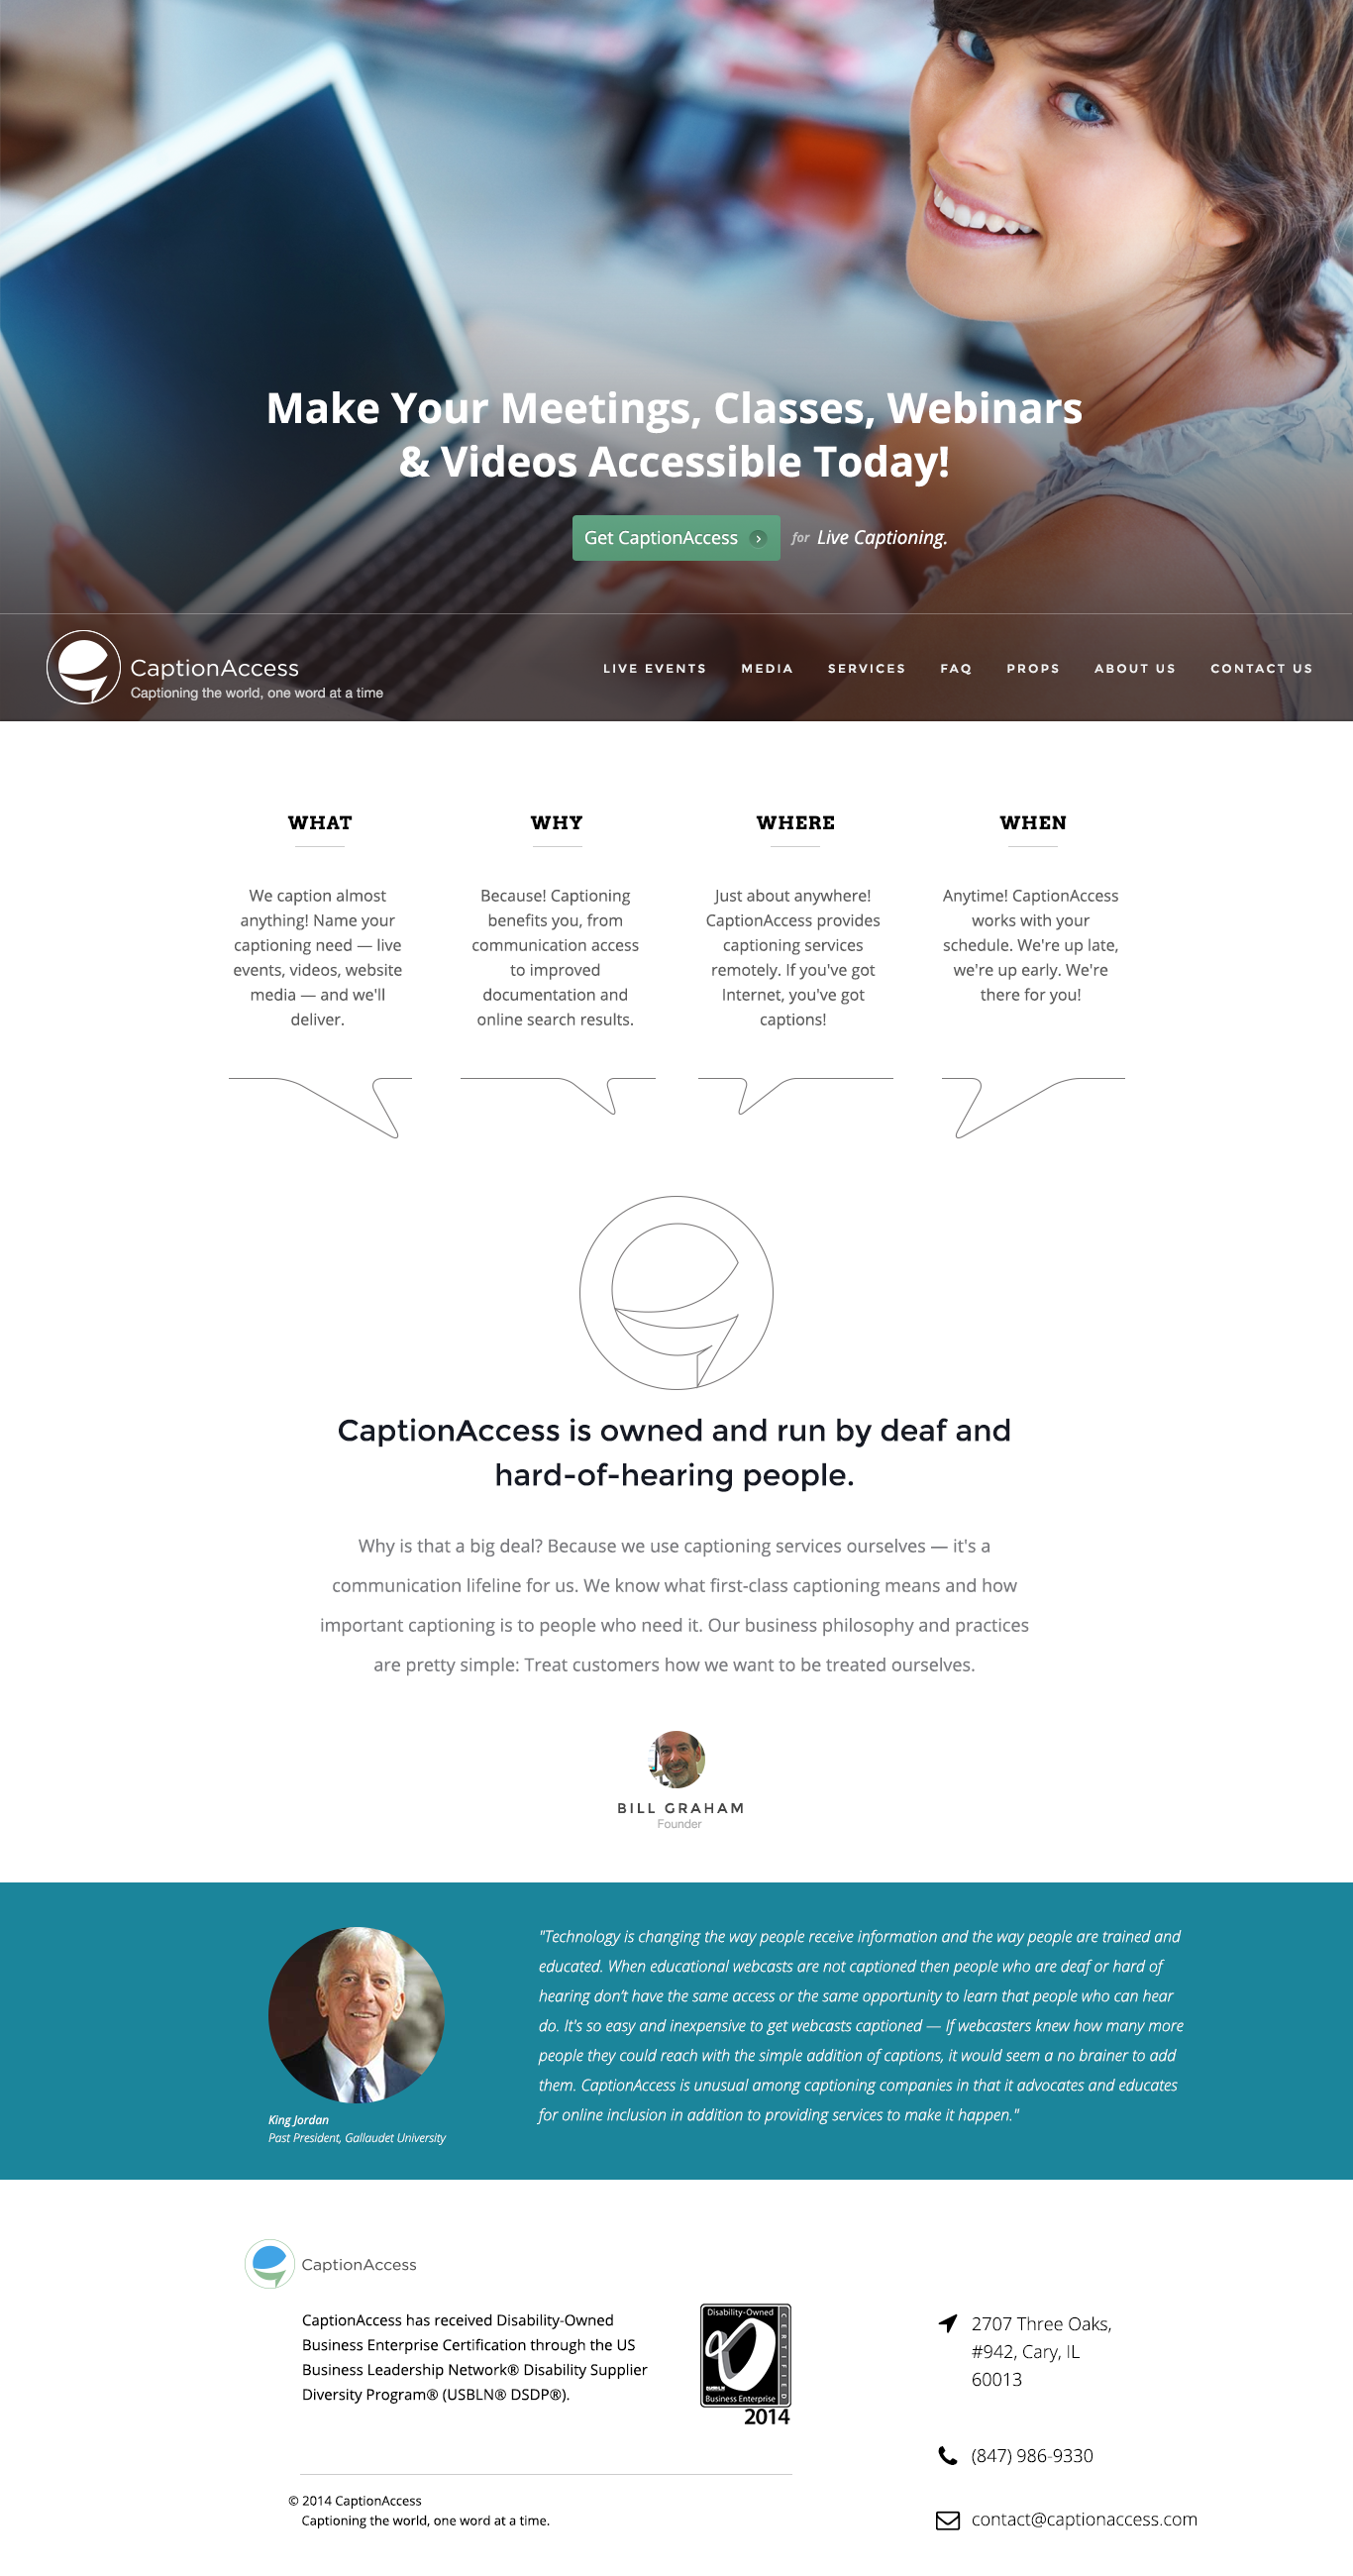 Make Your Meetings, Classes, Webinars
& Videos Accessible Today!
Get CaptionAccess for Live Captioning.
CaptionAccess
Captioning the world, one word at a time
LIVE EVENTS MEDIA SERVICES FAQ PROPS ABOUT US CONTACT US
WHAT
We caption almost
anything! Name your
captioning need — live
events, videos, website
media — and we'll
deliver.
WHY
Because! Captioning
benefits you, from
communication access
to improved
documentation and
online search results.
WHERE
Just about anywhere!
CaptionAccess provides
captioning services
remotely. If you've got
Internet, you've got
captions!
WHEN
Anytime! CaptionAccess
works with your
schedule. We're up late,
we're up early. We're
there for you!
CaptionAccess is owned and run by deaf and
hard-of-hearing people.
Why is that a big deal? Because we use captioning services ourselves — it's a
communication lifeline for us. We know what first-class captioning means and how
important captioning is to people who need it. Our business philosophy and practices
are pretty simple: Treat customers how we want to be treated ourselves.
BILL GRAHAM
Founder
King Jordan
Past President, Gallaudet University
"Technology is changing the way people receive information and the way people are trained and
educated. When educational webcasts are not captioned then people who are deaf or hard of
hearing don't have the same access or the same opportunity to learn that people who can hear
do. It's so easy and inexpensive to get webcasts captioned — If webcasters knew how many more
people they could reach with the simple addition of captions, it would seem a no brainer to add
them. CaptionAccess is unusual among captioning companies in that it advocates and educates
for online inclusion in addition to providing services to make it happen."
CaptionAccess
CaptionAccess has received Disability-Owned
Business Enterprise Certification through the US
Business Leadership Network® Disability Supplier
Diversity Program® (USBLN® DSDP®).
Disability-Owned
CERTIFIED
USBLN
Business Enterprise
2014
2707 Three Oaks,
#942, Cary, IL
60013
(847) 986-9330
contact@captionaccess.com
© 2014 CaptionAccess
Captioning the world, one word at a time.